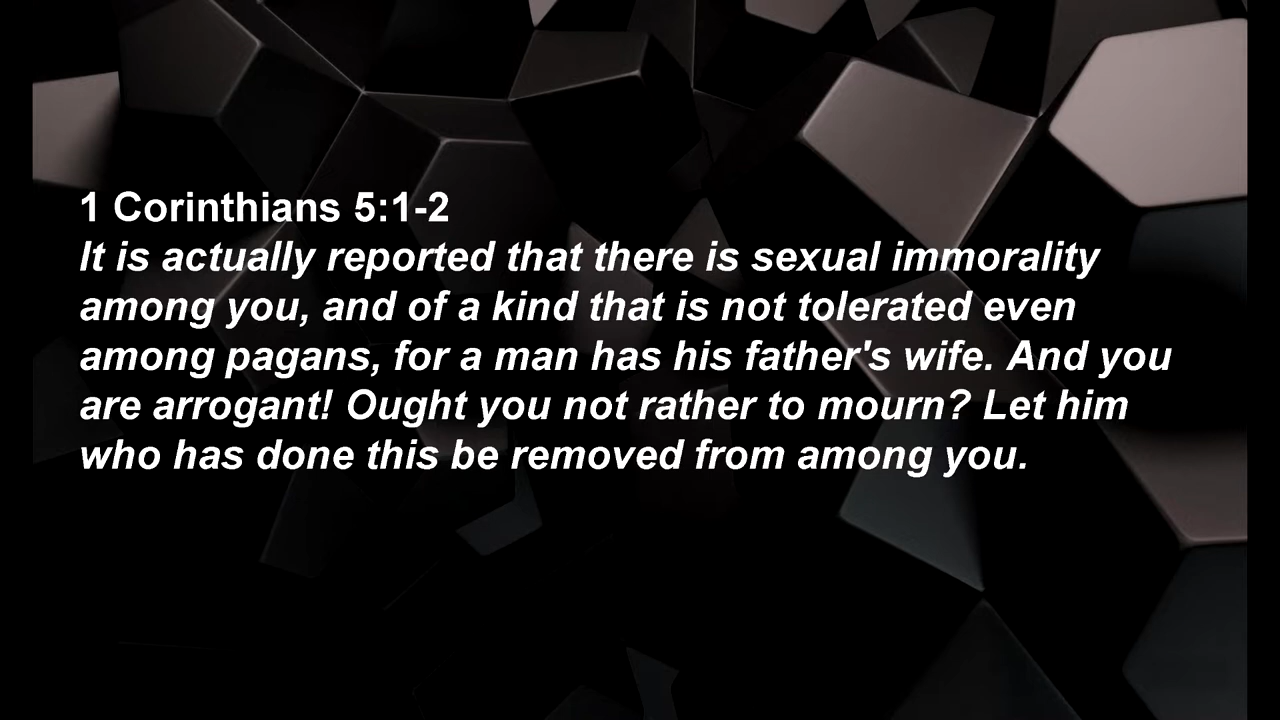 1 Corinthians 5:1-2
It is actually reported that there is sexual immorality
among you, and of a kind that is not tolerated even
among pagans, for a man has his father's wife. And you
are arrogant! Ought you not rather to mourn? Let him
who has done this be removed from among you.